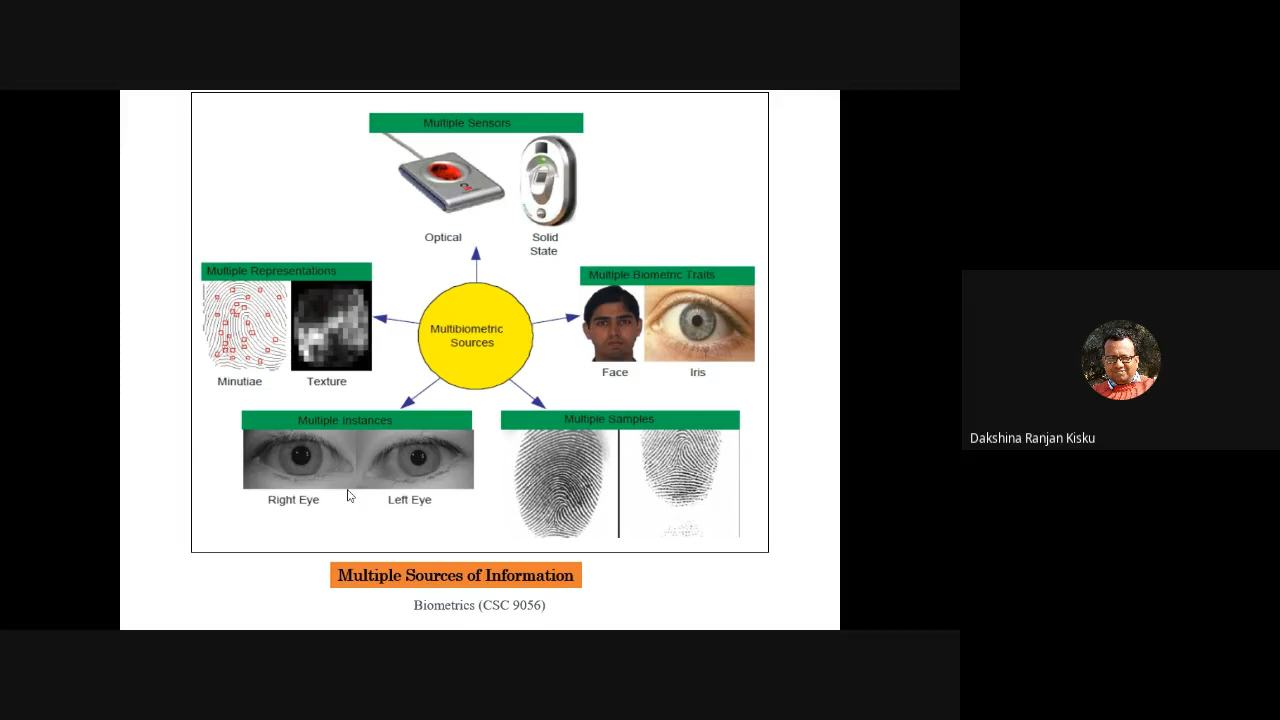 Multiple Sensors
Optical
Solid
State
Multiple Representations
Minutiae
Texture
Multiple Biometric Traits
Face
Iris
Multibiometric
Sources
Multiple Instances
Right Eye
Left Eye
Multiple Samples
Multiple Sources of Information
Biometrics (CSC 9056)
Dakshina Ranjan Kisku